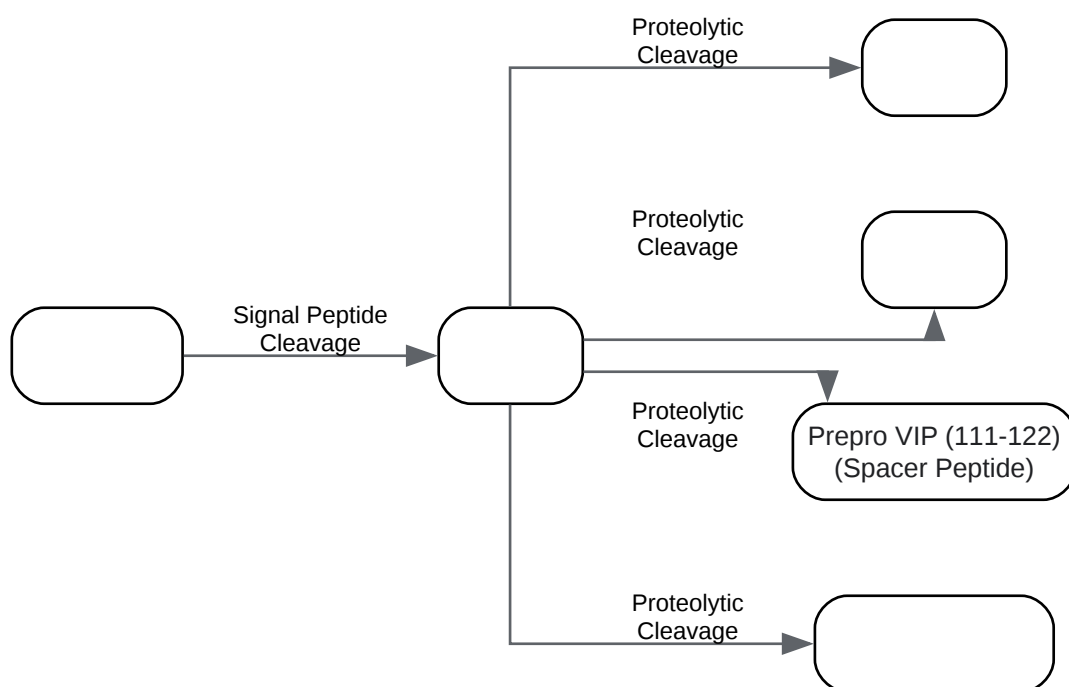 Proteolytic
Cleavage
Proteolytic
Cleavage
Signal Peptide
Cleavage
Proteolytic
Cleavage
Prepro VIP (111-122)
(Spacer Peptide)
Proteolytic
Cleavage